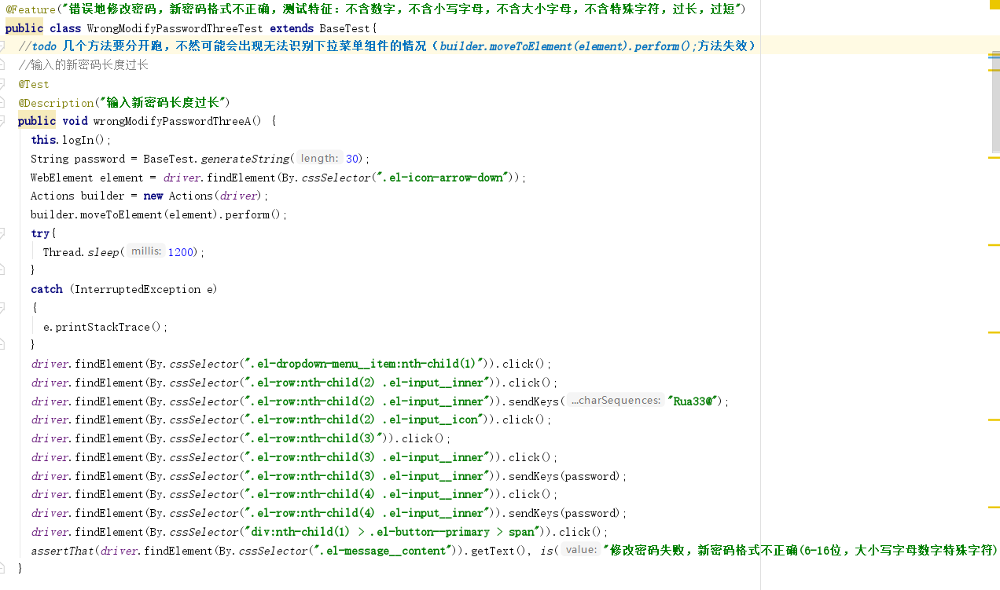 @Feature("错误地修改密码，新密码格式不正确，测试特征：不含数字，不含小写字母，不含大小字母，不含特殊字符，过长，过短")
public class WrongModifyPasswordThreeTest extends BaseTest{
//todo 几个方法要分开跑，不然可能会出现无法识别下拉菜单组件的情况（builder.moveToElement(element).perform();方法失效）
//输入的新密码长度过长
@Test
@Description("输入新密码长度过长")
public void wrongModifyPasswordThreeA() {
this.logIn();
String password = BaseTest.generateString( length: 30);
WebElement element = driver.findElement(By.cssSelector(".el-icon-arrow-down"));
Actions builder = new Actions(driver);
builder.moveToElement(element).perform();
try{
Thread.sleep( millis: 1200);
}
catch (InterruptedException e)
{
e.printStackTrace();
}
driver.findElement(By.cssSelector(".el-dropdown-menu__item:nth-child(1)")).click();
driver.findElement(By.cssSelector(".el-row:nth-child(2) .el-input__inner")).click();
driver.findElement(By.cssSelector(".el-row:nth-child(2) .el-input__inner")).sendKeys( ...charSequences: "Rua33@");
driver.findElement(By.cssSelector(".el-row:nth-child(2) .el-input__icon")).click();
driver.findElement(By.cssSelector(".el-row:nth-child(3)")).click();
driver.findElement(By.cssSelector(".el-row:nth-child(3) .el-input__inner")).click();
driver.findElement(By.cssSelector(".el-row:nth-child(3) .el-input__inner")).sendKeys(password);
driver.findElement(By.cssSelector(".el-row:nth-child(4) .el-input__inner")).click();
driver.findElement(By.cssSelector(".el-row:nth-child(4) .el-input__inner")).sendKeys(password);
driver.findElement(By.cssSelector("div:nth-child(1) > .el-button--primary > span")).click();
assertThat(driver.findElement(By.cssSelector(".el-message__content")).getText(), is( value: "修改密码失败，新密码格式不正确(6-16位，大小写字母数字特殊字符)
}